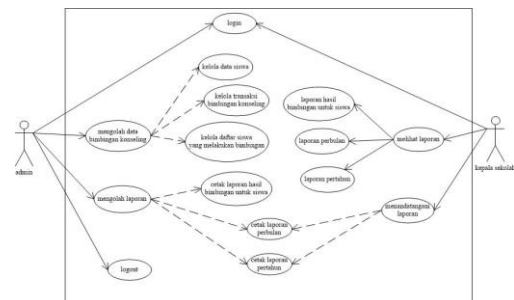 login
kelola data siswa
kelola transaksi
bimbingan konseling
mengolah data
bimbingan konseling
kelola daftar siswa
yang melakukan bimbingan
laporan hasil
bimbingan untuk siswa
laporan perbulan
melihat laporan
laporan pertahun
admin
kepala sekolah
mengolah laporan
cetak laporan hasil
bimbingan untuk siswa
menandatangani
laporan
cetak laporan
perbulan
cetak laporan
pertahun
logout